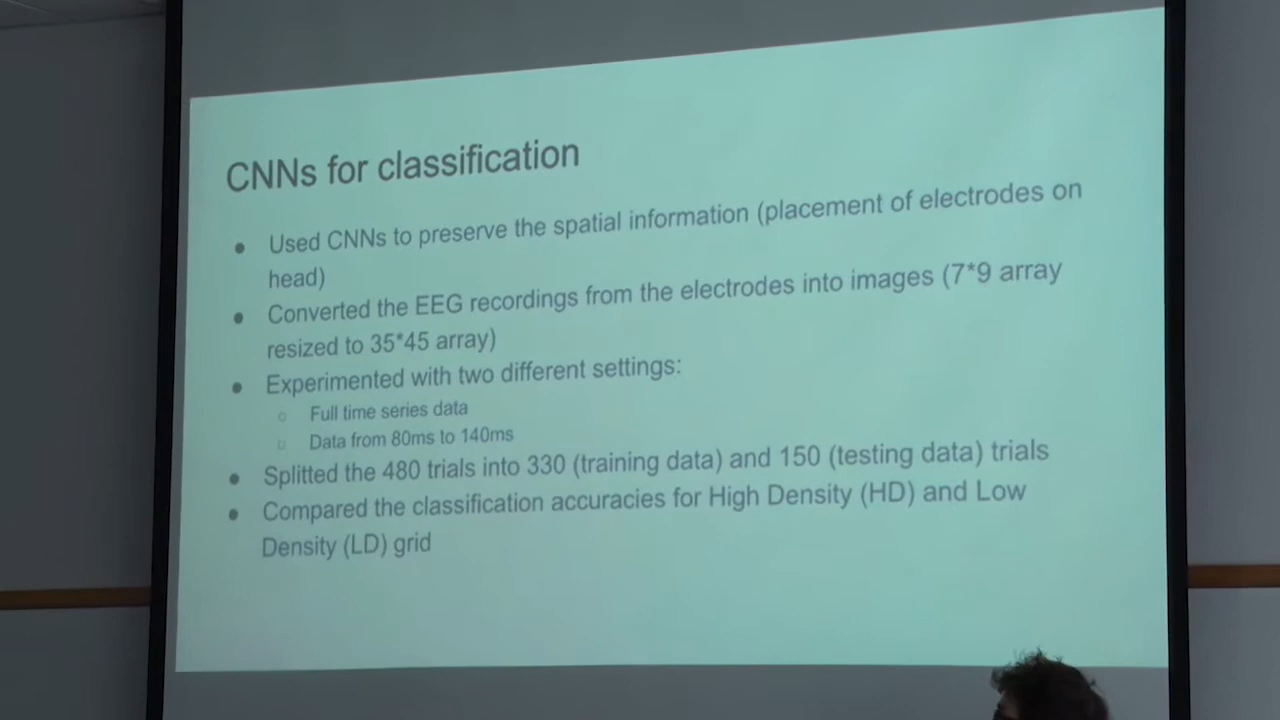 CNNs for classification
● Used CNNs to preserve the spatial information (placement of electrodes on
head)
● Converted the EEG recordings from the electrodes into images (7*9 array
resized to 35*45 array)
● Experimented with two different settings:
○ Full time series data
○ Data from 80ms to 140ms
● Splitted the 480 trials into 330 (training data) and 150 (testing data) trials
● Compared the classification accuracies for High Density (HD) and Low
Density (LD) grid